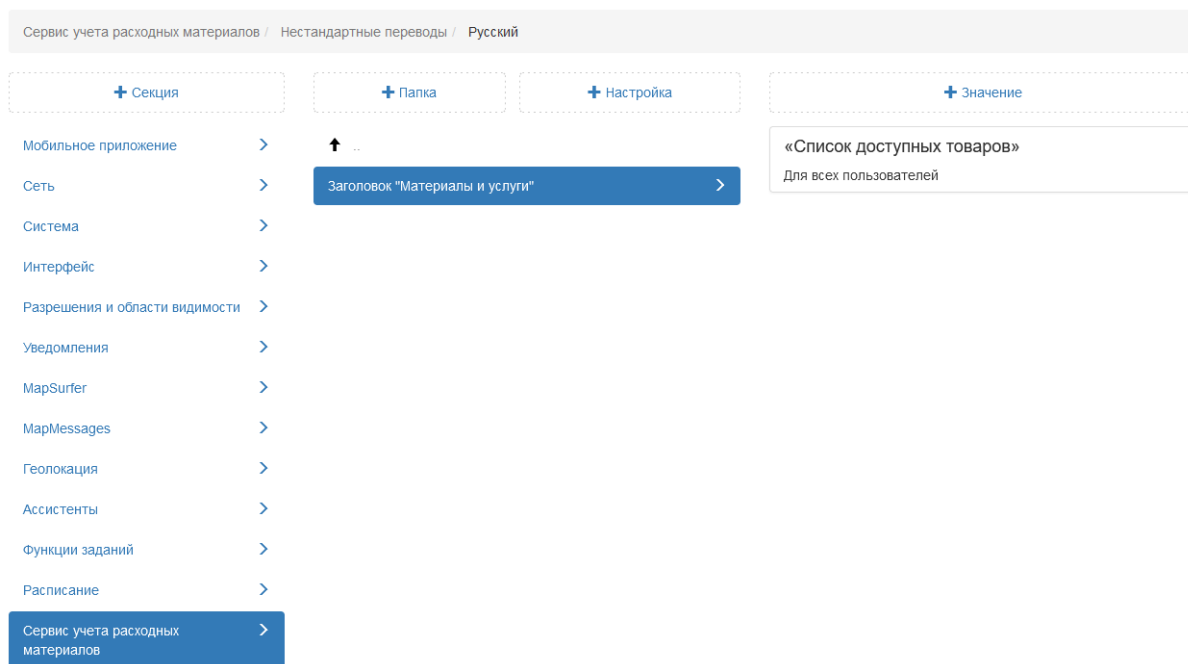 Сервис учета расходных материалов / Нестандартные переводы / Русский
+ Секция
+ Папка
+ Настройка
+ Значение
Мобильное приложение
Сеть
Система
Интерфейс
Разрешения и области видимости
Уведомления
MapSurfer
MapMessages
Геолокация
Ассистенты
Функции заданий
Расписание
Сервис учета расходных
материалов
..
Заголовок "Материалы и услуги"
«Список доступных товаров»
Для всех пользователей